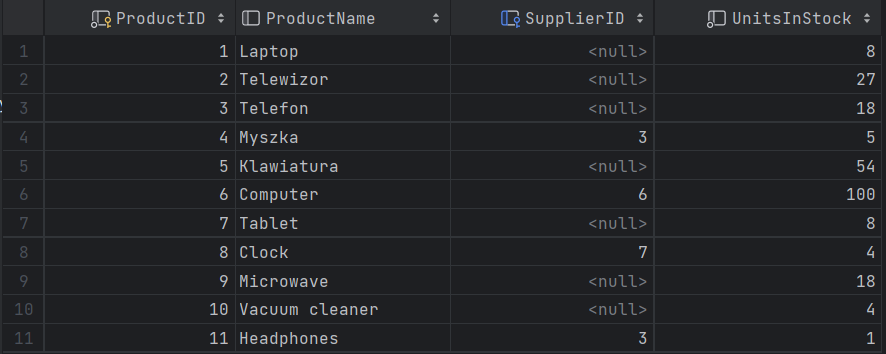 ProductID ProductName SupplierID UnitsInStock
1 1 Laptop <null> 8
2 2 Telewizor <null> 27
3 3 Telefon <null> 18
4 4 Myszka 3 5
5 5 Klawiatura <null> 54
6 6 Computer 6 100
7 7 Tablet <null> 8
8 8 Clock 7 4
9 9 Microwave <null> 18
10 10 Vacuum cleaner <null> 4
11 11 Headphones 3 1